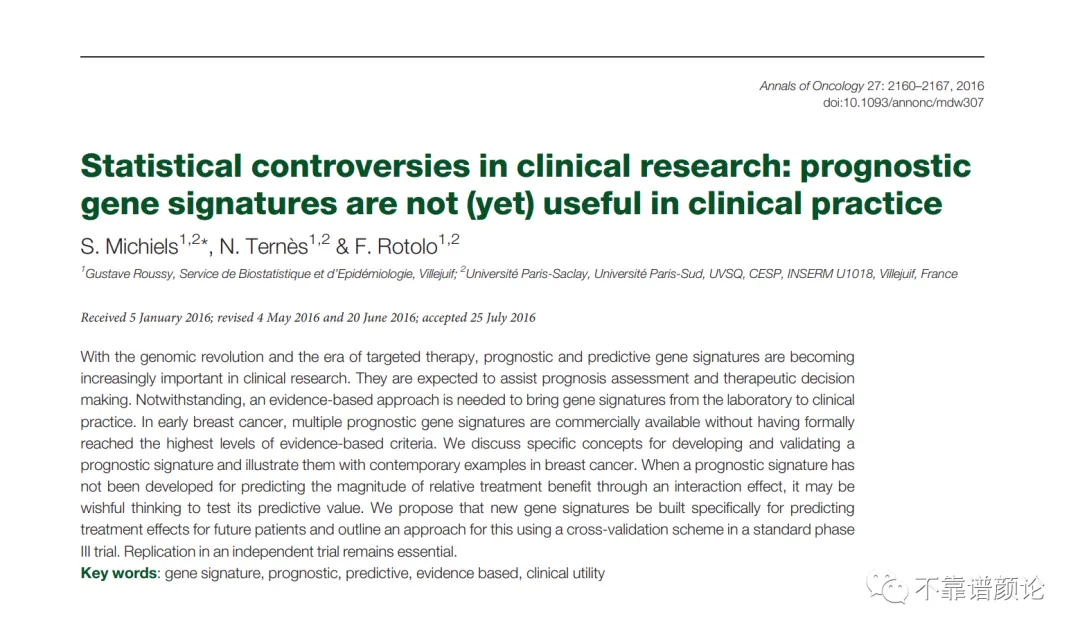 Annals of Oncology 27: 2160–2167, 2016
doi:10.1093/annonc/mdw307
Statistical controversies in clinical research: prognostic
gene signatures are not (yet) useful in clinical practice
S. Michiels1,2*, N. Ternès1,2 & F. Rotolo1,2
1Gustave Roussy, Service de Biostatistique et d'Epidémiologie, Villejuif; 2Université Paris-Saclay, Université Paris-Sud, UVSQ, CESP, INSERM U1018, Villejuif, France
Received 5 January 2016; revised 4 May 2016 and 20 June 2016; accepted 25 July 2016
With the genomic revolution and the era of targeted therapy, prognostic and predictive gene signatures are becoming
increasingly important in clinical research. They are expected to assist prognosis assessment and therapeutic decision
making. Notwithstanding, an evidence-based approach is needed to bring gene signatures from the laboratory to clinical
practice. In early breast cancer, multiple prognostic gene signatures are commercially available without having formally
reached the highest levels of evidence-based criteria. We discuss specific concepts for developing and validating a
prognostic signature and illustrate them with contemporary examples in breast cancer. When a prognostic signature has
not been developed for predicting the magnitude of relative treatment benefit through an interaction effect, it may be
wishful thinking to test its predictive value. We propose that new gene signatures be built specifically for predicting
treatment effects for future patients and outline an approach for this using a cross-validation scheme in a standard phase
III trial. Replication in an independent trial remains essential.
Key words: gene signature, prognostic, predictive, evidence based, clinical utility
不靠谱颜论